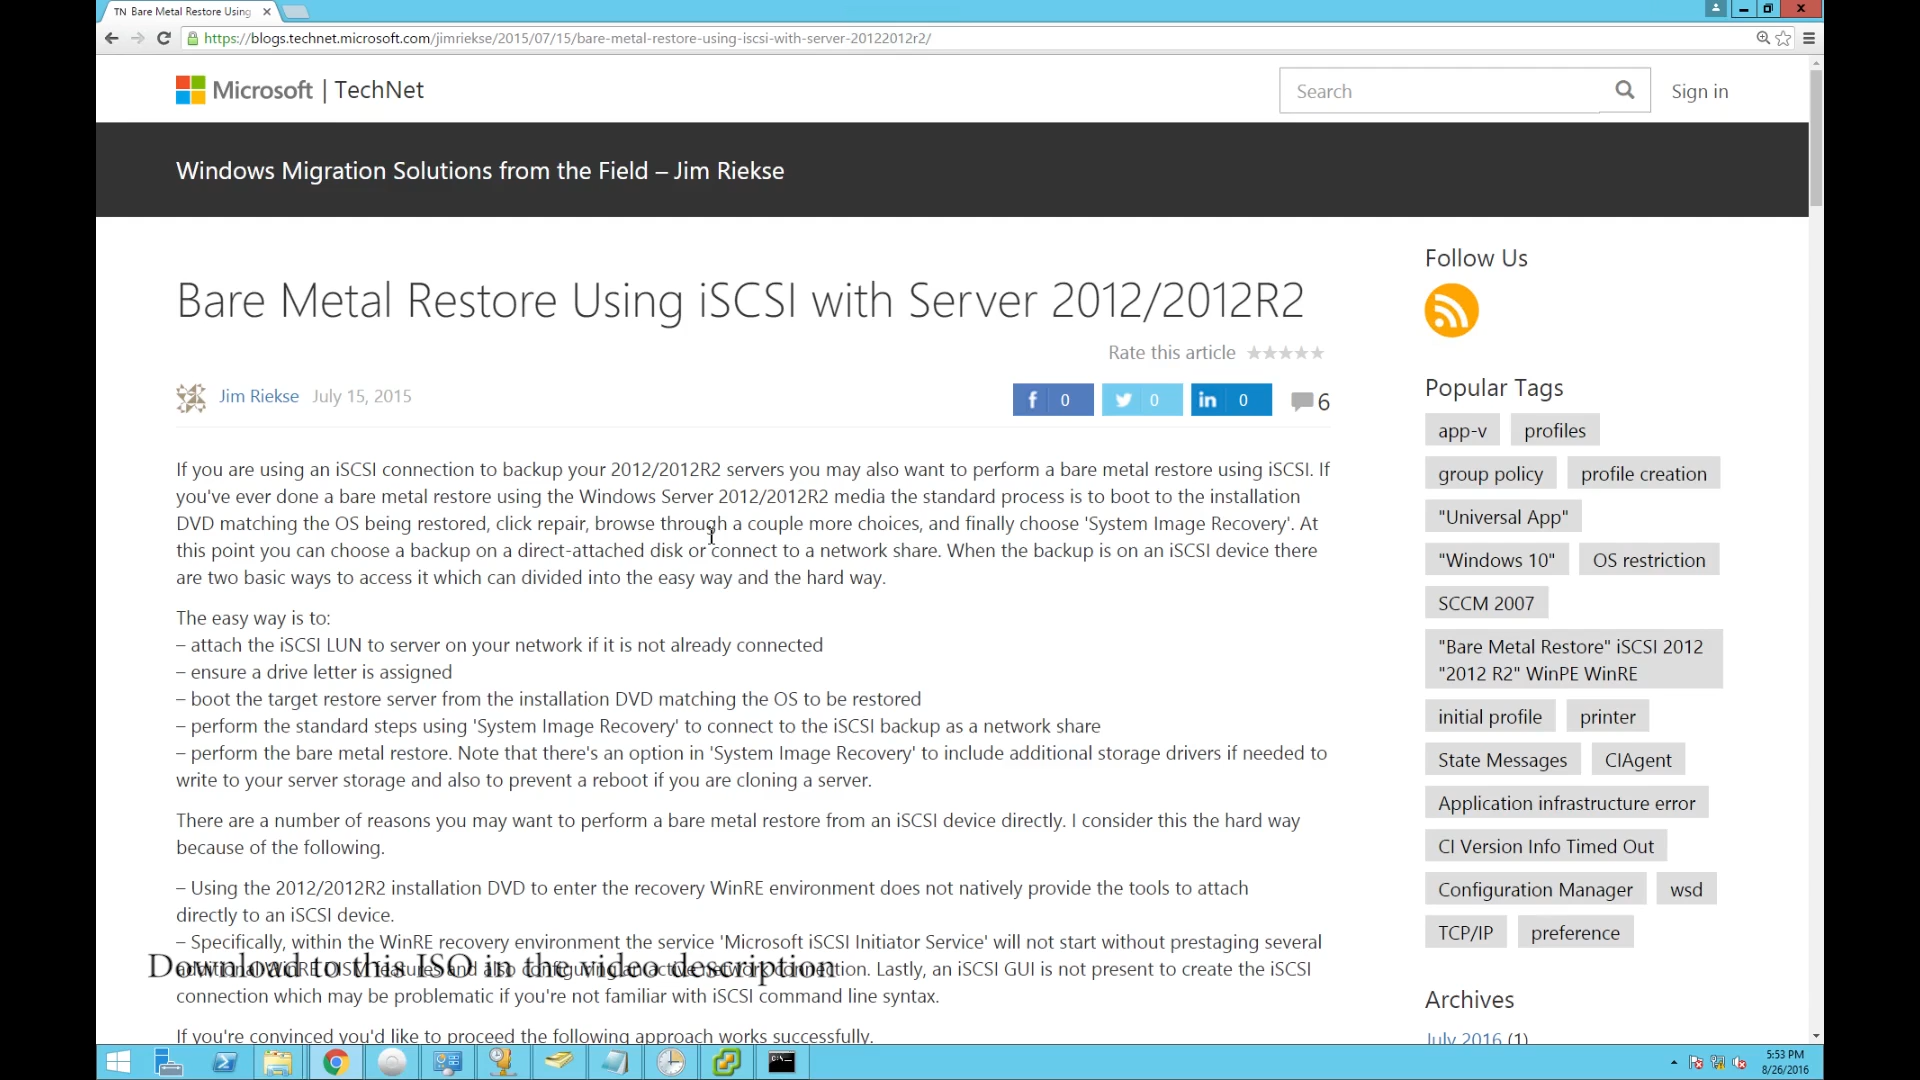 TN Bare Metal Restore Using
https://blogs.technet.microsoft.com/jimriekse/2015/07/15/bare-metal-restore-using-iscsi-with-server-20122012r2/
Microsoft | TechNet
Search
Sign in
Windows Migration Solutions from the Field – Jim Riekse
Bare Metal Restore Using iSCSI with Server 2012/2012R2
Rate this article
Jim Riekse July 15, 2015
f 0
0
in 0
6
If you are using an iSCSI connection to backup your 2012/2012R2 servers you may also want to perform a bare metal restore using iSCSI. If
you've ever done a bare metal restore using the Windows Server 2012/2012R2 media the standard process is to boot to the installation
DVD matching the OS being restored, click repair, browse through a couple more choices, and finally choose 'System Image Recovery'. At
this point you can choose a backup on a direct-attached disk or connect to a network share. When the backup is on an iSCSI device there
are two basic ways to access it which can divided into the easy way and the hard way.
The easy way is to:
– attach the iSCSI LUN to server on your network if it is not already connected
– ensure a drive letter is assigned
– boot the target restore server from the installation DVD matching the OS to be restored
– perform the standard steps using 'System Image Recovery' to connect to the iSCSI backup as a network share
– perform the bare metal restore. Note that there's an option in 'System Image Recovery' to include additional storage drivers if needed to
write to your server storage and also to prevent a reboot if you are cloning a server.
There are a number of reasons you may want to perform a bare metal restore from an iSCSI device directly. I consider this the hard way
because of the following.
– Using the 2012/2012R2 installation DVD to enter the recovery WinRE environment does not natively provide the tools to attach
directly to an iSCSI device.
– Specifically, within the WinRE recovery environment the service 'Microsoft iSCSI Initiator Service' will not start without prestaging several
additional WinRE DISM features and also configuring an active network connection. Lastly, an iSCSI GUI is not present to create the iSCSI
connection which may be problematic if you're not familiar with iSCSI command line syntax.
If you're convinced you'd like to proceed the following approach works successfully.
Download to this ISO in the video description
Follow Us
Popular Tags
app-v profiles
group policy profile creation
"Universal App"
"Windows 10" OS restriction
SCCM 2007
"Bare Metal Restore" iSCSI 2012
"2012 R2" WinPE WinRE
initial profile printer
State Messages CIAgent
Application infrastructure error
CI Version Info Timed Out
Configuration Manager wsd
TCP/IP preference
Archives
July 2016 (1)
5:53 PM
8/26/2016